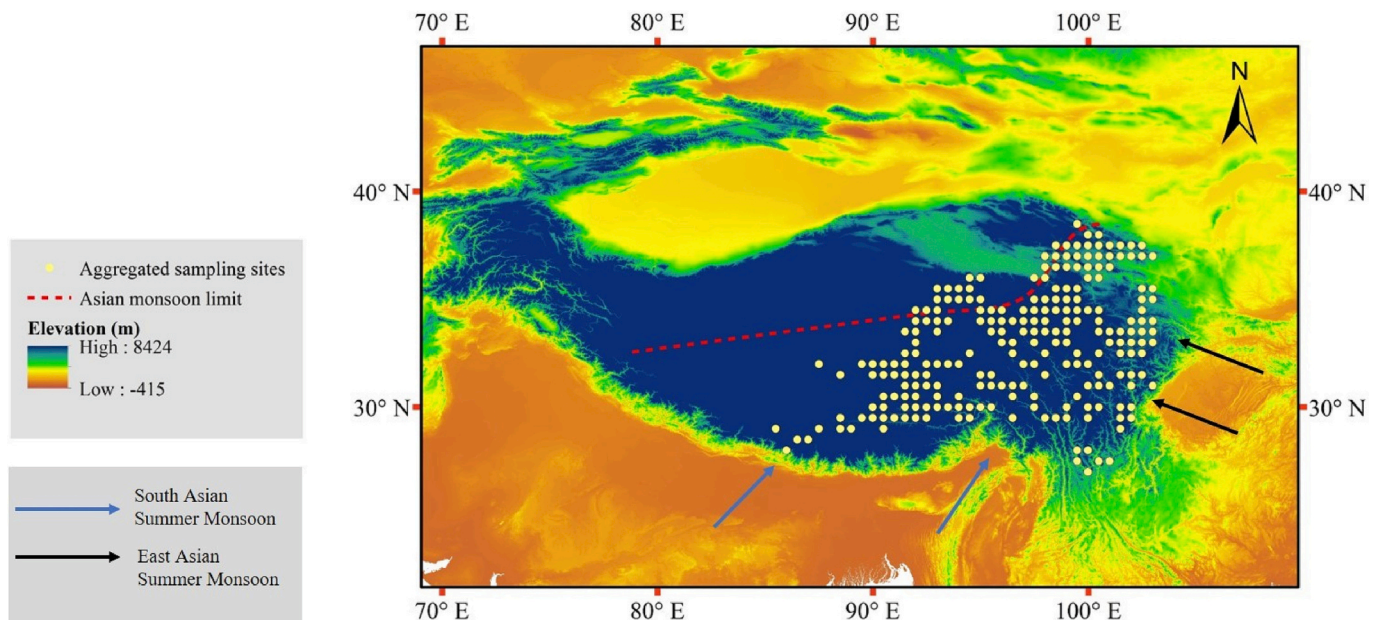 70° E 80° E 90° E 100° E
N
40° N 40° N
30° N 30° N
70° E 80° E 90° E 100° E
Aggregated sampling sites
Asian monsoon limit
Elevation (m)
High : 8424
Low : -415
South Asian
Summer Monsoon
East Asian
Summer Monsoon